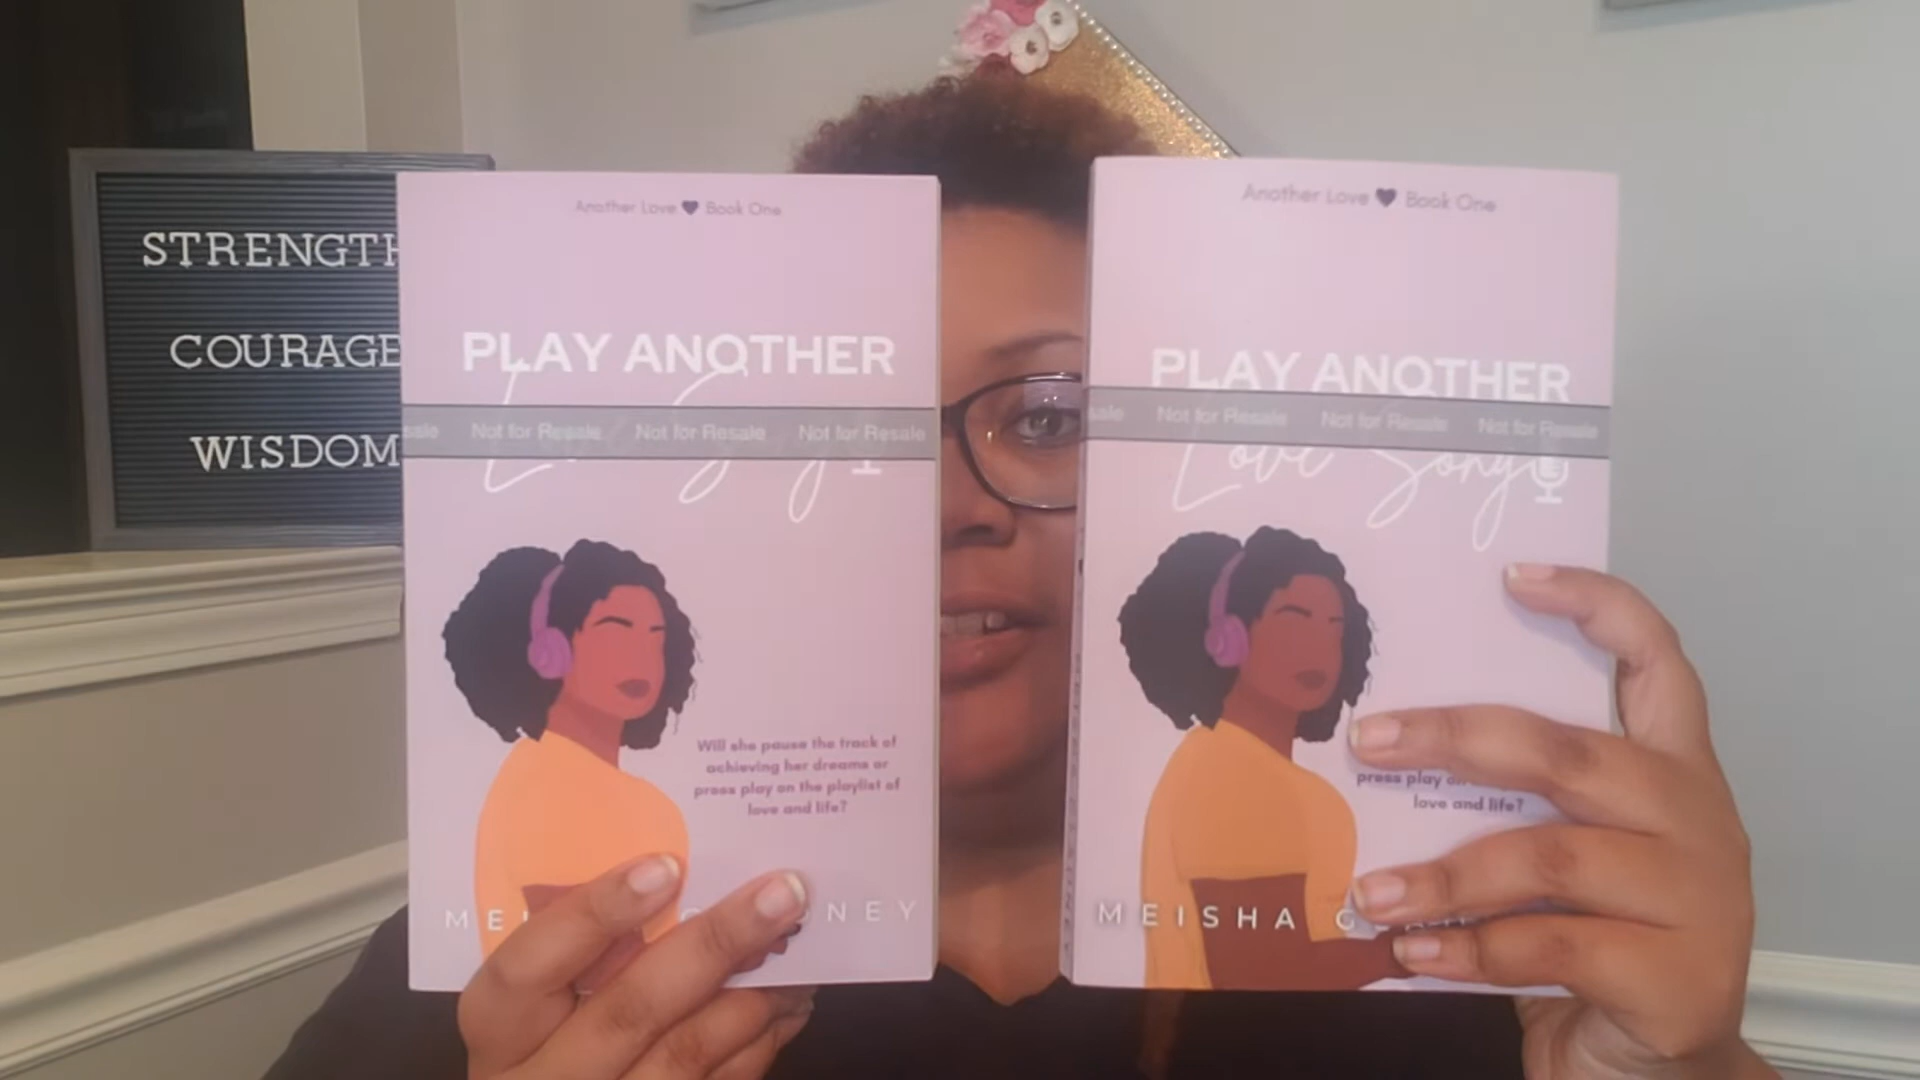 STRENGTH
COURAGE
WISDOM
Another Love Book One
PLAY ANOTHER
sale Not for Resale Not for Resale Not for Resale
Will she pause the track of
achieving her dreams or
press play on the playlist of
love and life?
Another Love Book One
PLAY ANOTHER
sale Not for Resale Not for Resale Not for Resale
Love Song
press play
love and life?
MEISHA